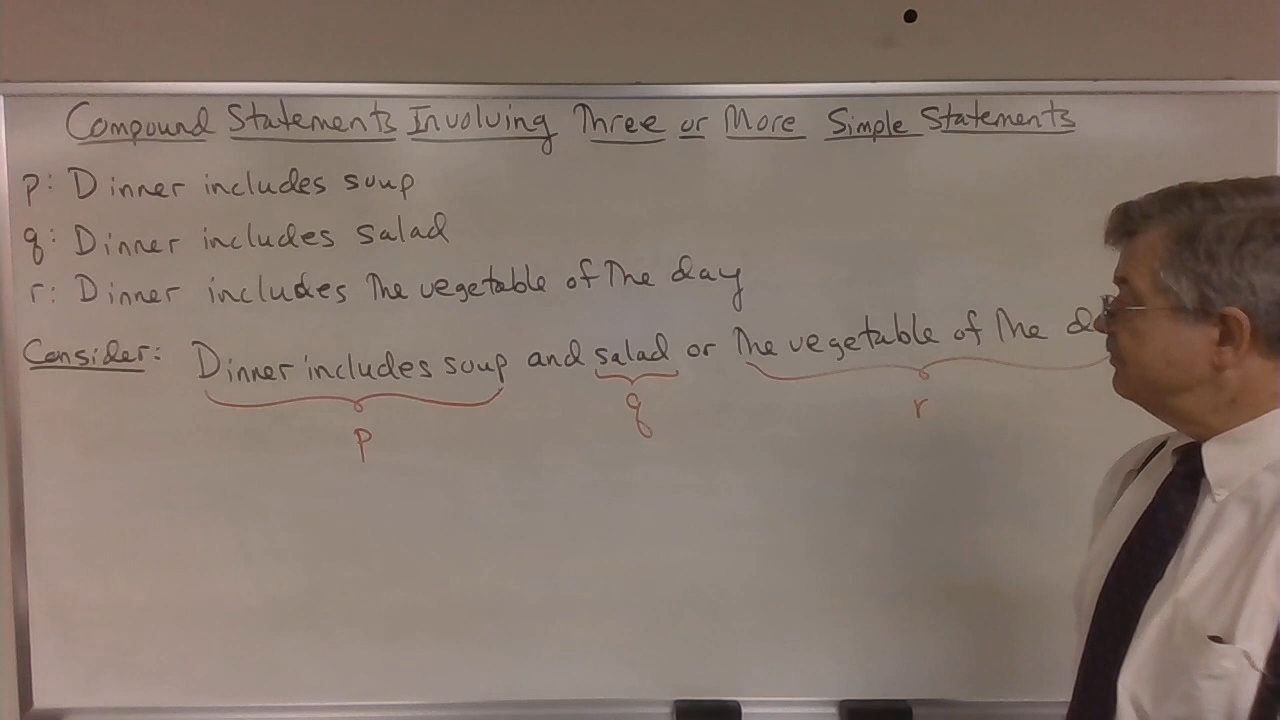 Compound Statements Involving Three or More Simple Statements
p: Dinner includes soup
q: Dinner includes salad
r: Dinner includes the vegetable of the day
Consider: Dinner includes soup and salad or the vegetable of the
p q r